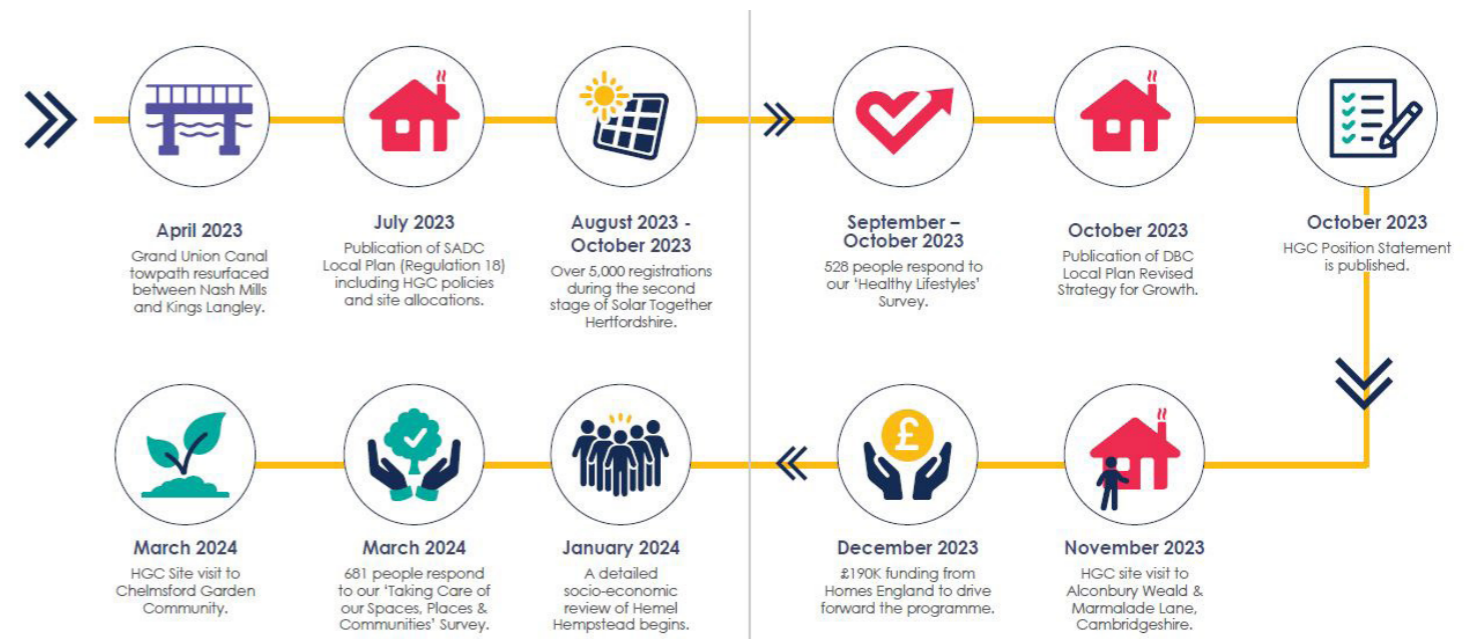 April 2023
Grand Union Canal
towpath resurfaced
between Nash Mills
and Kings Langley.
July 2023
Publication of SADC
Local Plan (Regulation 18)
including HGC policies
and site allocations.
August 2023 -
October 2023
Over 5,000 registrations
during the second
stage of Solar Together
Hertfordshire.
September –
October 2023
528 people respond to
our ‘Healthy Lifestyles’
Survey.
October 2023
Publication of DBC
Local Plan Revised
Strategy for Growth.
October 2023
HGC Position Statement
is published.
£
November 2023
HGC site visit to
Alconbury Weald &
Marmalade Lane,
Cambridgeshire.
December 2023
£190K funding from
Homes England to drive
forward the programme.
January 2024
A detailed
socio-economic
review of Hemel
Hempstead begins.
March 2024
681 people respond
to our ‘Taking Care of
our Spaces, Places &
Communities’ Survey.
March 2024
HGC Site visit to
Chelmsford Garden
Community.